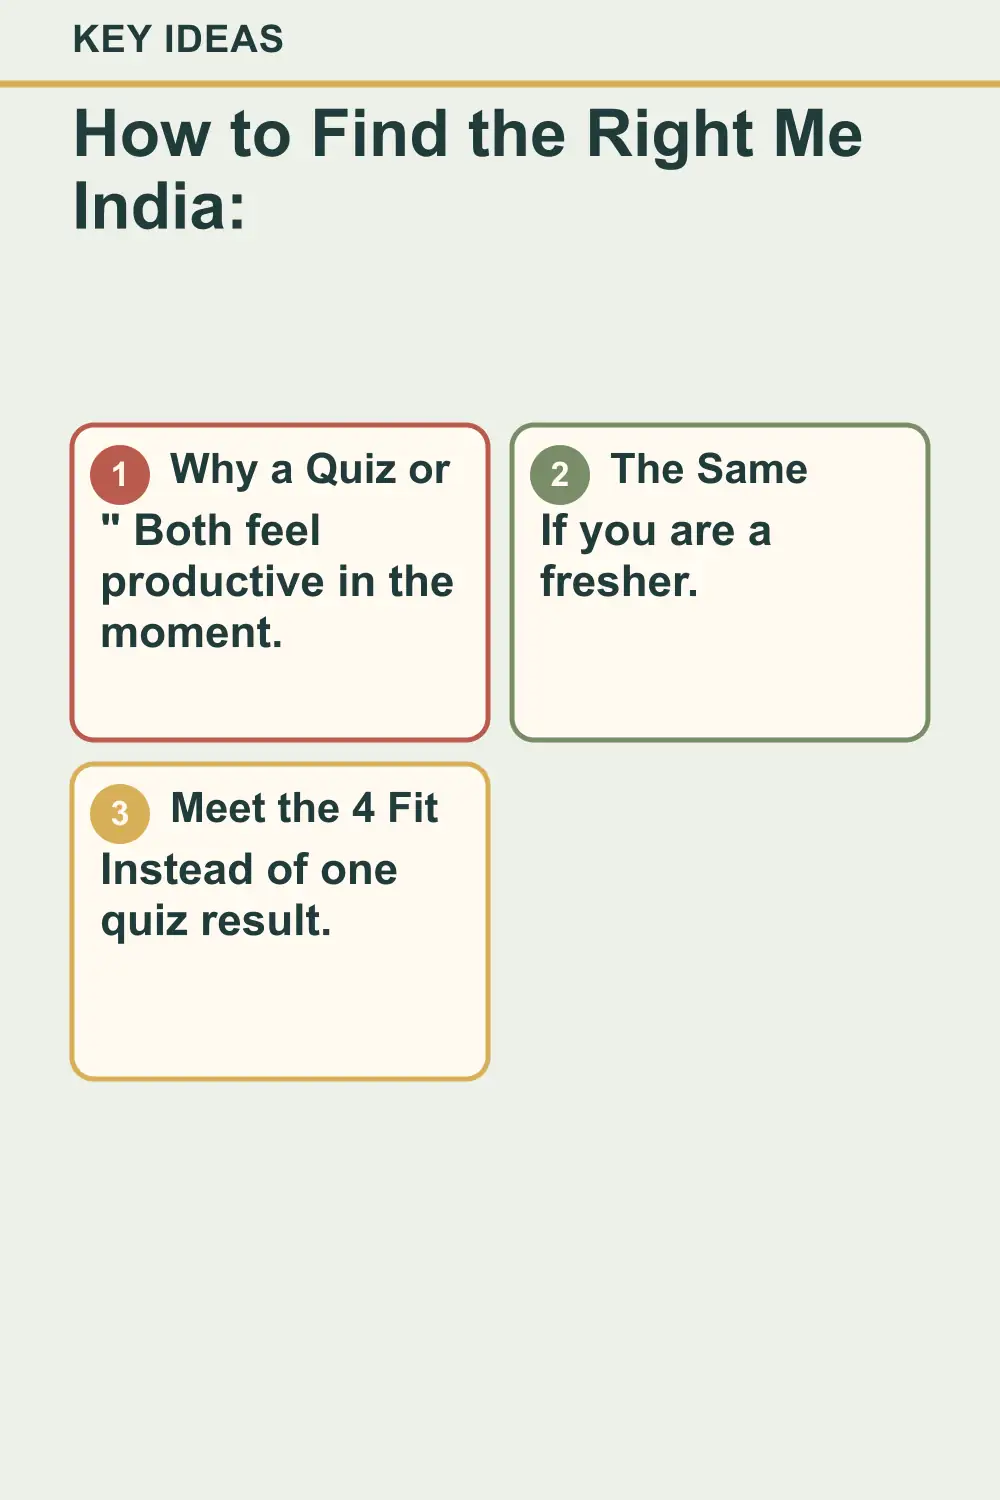 KEY IDEAS
How to Find the Right Me
India:
1 Why a Quiz or
" Both feel
productive in the
moment.
2 The Same
If you are a
fresher.
3 Meet the 4 Fit
Instead of one
quiz result.